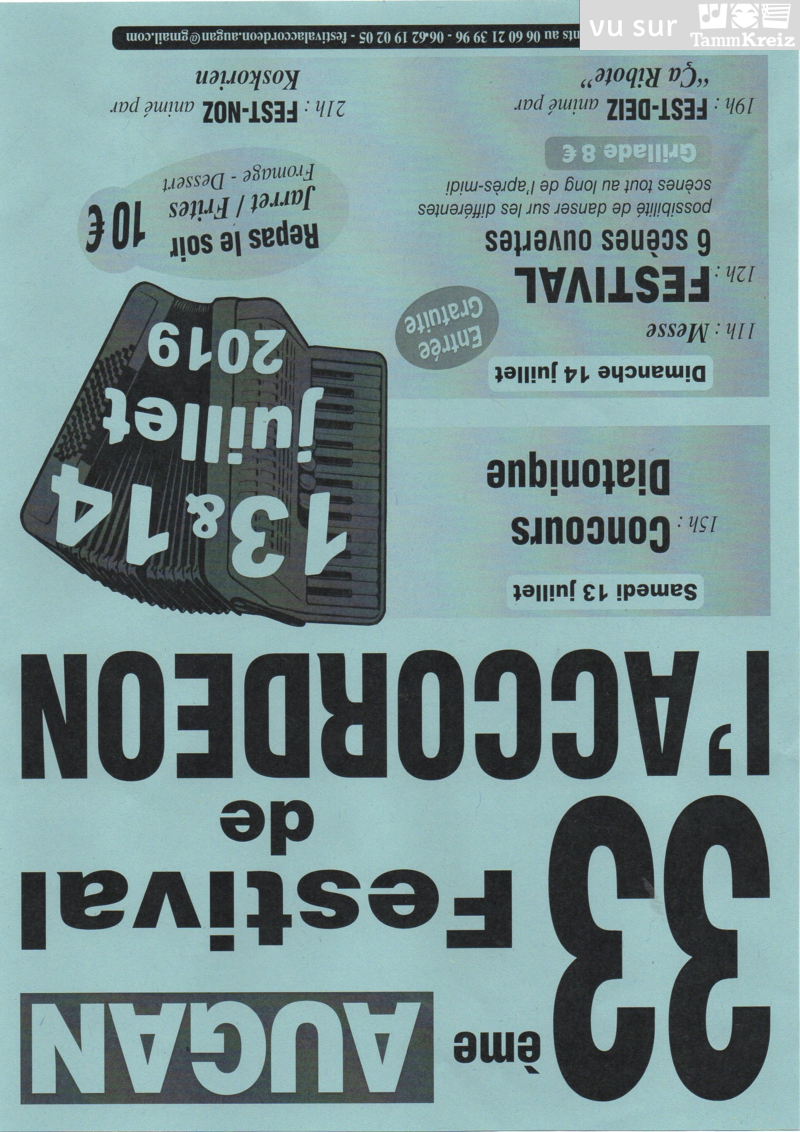 AUGAN
33 ème
Festival
de
l'ACCORDEON
Samedi 13 juillet
15h : Concours
Diatonique
13 & 14
juillet
2019
Dimanche 14 juillet
11h : Messe
Entrée
Gratuite
12h : FESTIVAL
6 scènes ouvertes
possibilité de danser sur les différentes
scènes tout au long de l'après-midi
Grillade 8 €
Repas le soir
Jarret / Frites
Fromage - Dessert
10 €
19h : FEST-DEIZ animé par
"Ça Ribote"
21h : FEST-NOZ animé par
Koskorien
nts au 06 60 21 39 96 - 06-62 19 02 05 - festivalaccordeon.augan@gmail.com
vu sur
TammKreiz